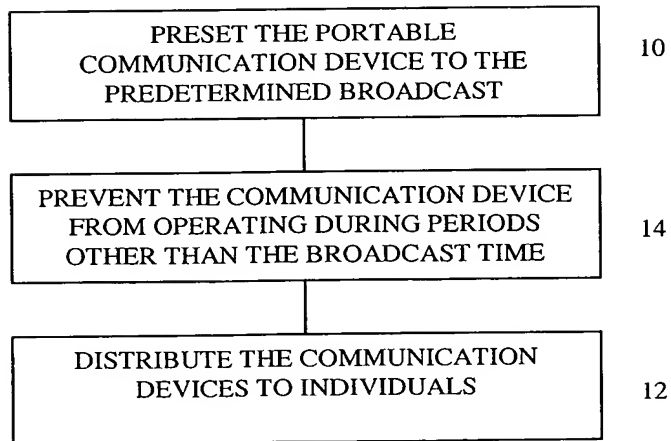 PRESET THE PORTABLE
COMMUNICATION DEVICE TO THE
PREDETERMINED BROADCAST
10
PREVENT THE COMMUNICATION DEVICE
FROM OPERATING DURING PERIODS
OTHER THAN THE BROADCAST TIME
14
DISTRIBUTE THE COMMUNICATION
DEVICES TO INDIVIDUALS
12